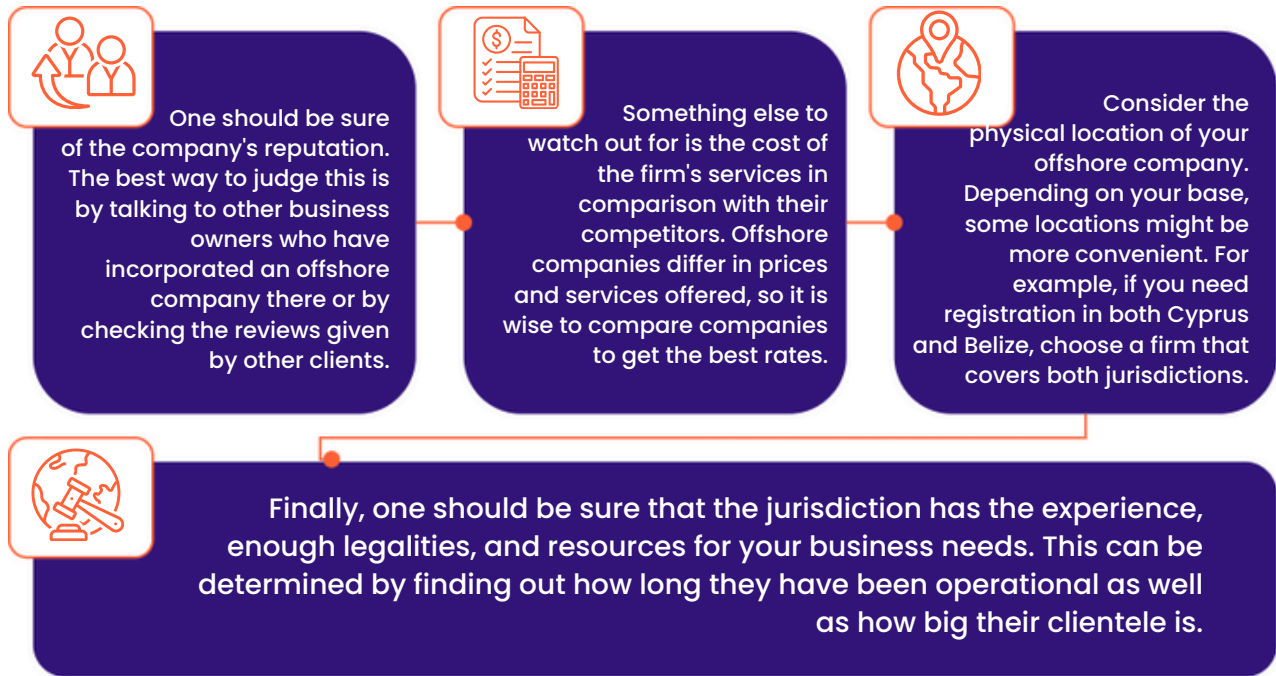 One should be sure
of the company's reputation.
The best way to judge this is
by talking to other business
owners who have
incorporated an offshore
company there or by
checking the reviews given
by other clients.
Something else to
watch out for is the cost of
the firm's services in
comparison with their
competitors. Offshore
companies differ in prices
and services offered, so it is
wise to compare companies
to get the best rates.
Consider the
physical location of your
offshore company.
Depending on your base,
some locations might be
more convenient. For
example, if you need
registration in both Cyprus
and Belize, choose a firm that
covers both jurisdictions.
Finally, one should be sure that the jurisdiction has the experience,
enough legalities, and resources for your business needs. This can be
determined by finding out how long they have been operational as well
as how big their clientele is.